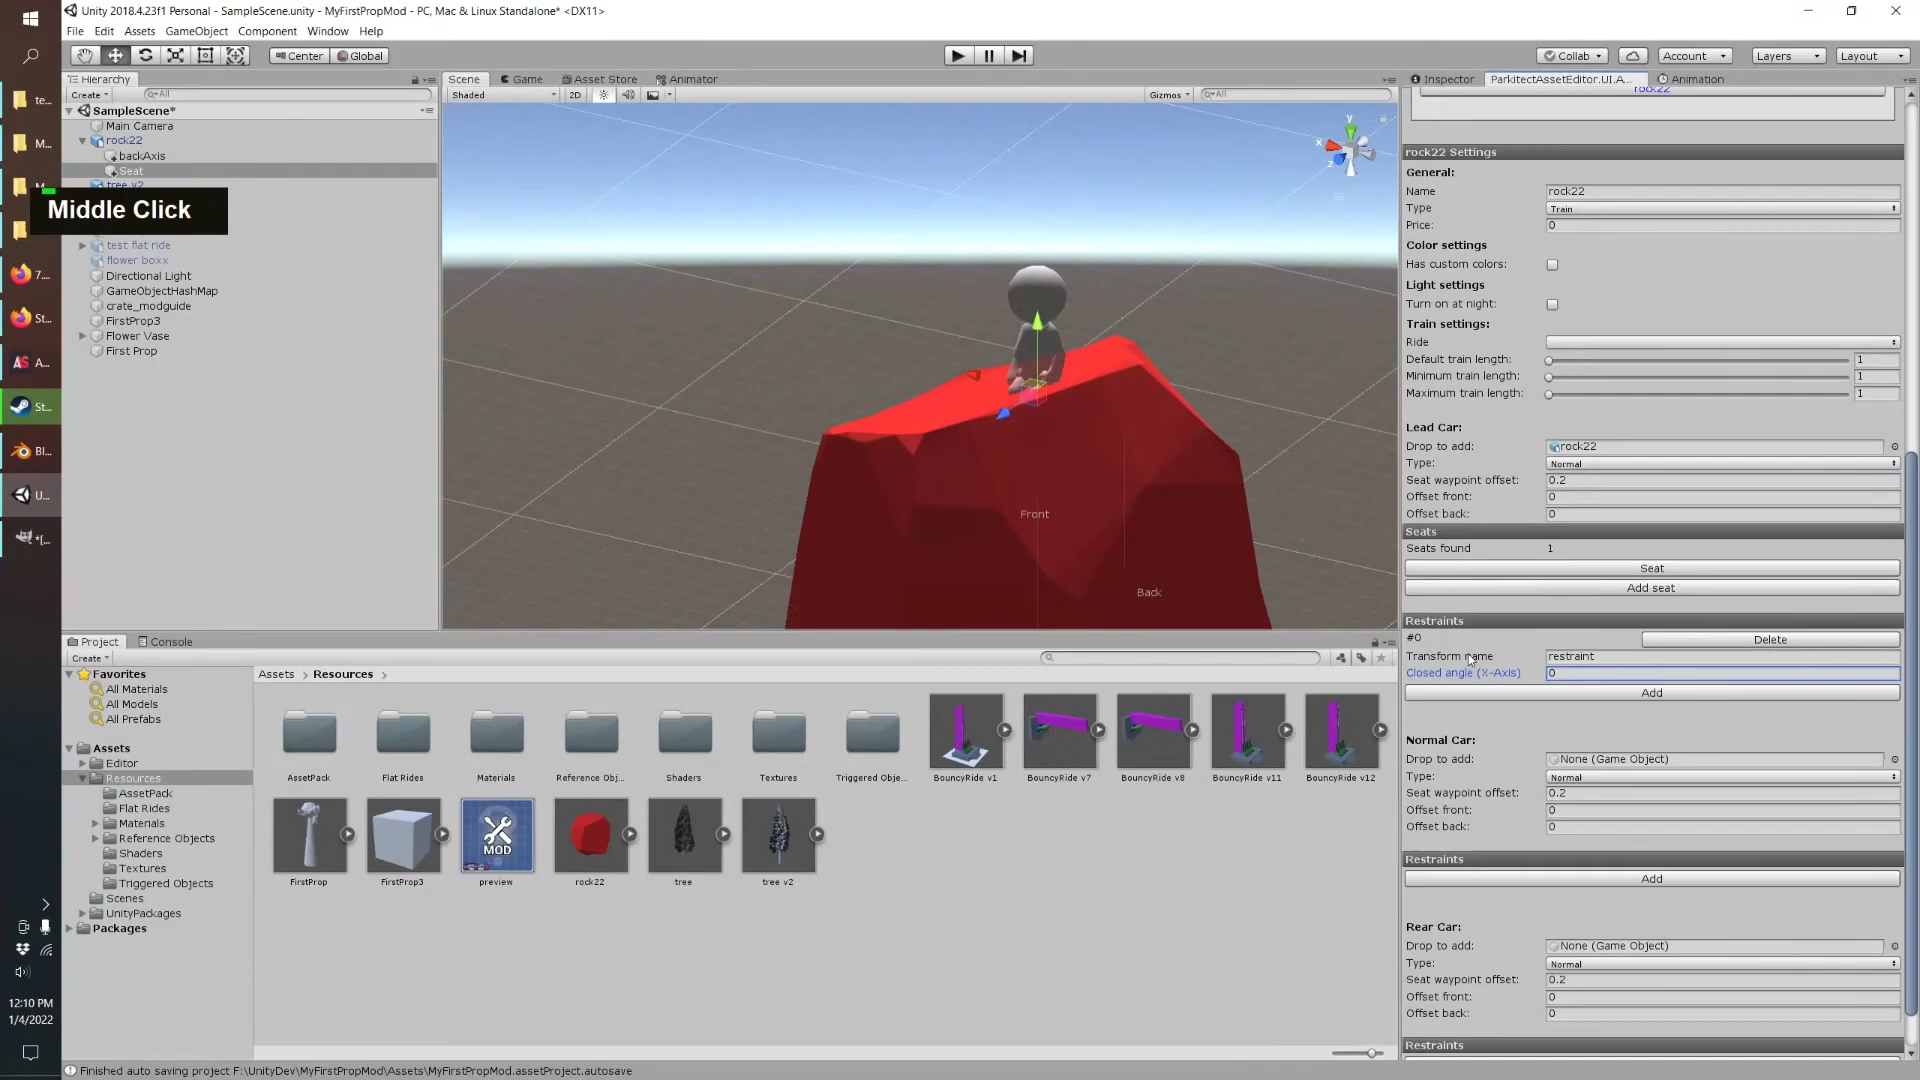 Unity 2018.4.23f1 Personal - SampleScene.unity - MyFirstPropMod - PC, Mac & Linux Standalone* <DX11>
File Edit Assets GameObject Component Window Help
Center Global
Collab Account Layers Layout
Hierarchy
Create All
SampleScene*
Main Camera
rock22
backAxis
Seat
tree v2
Middle Click
test flat ride
flower boxx
Directional Light
GameObjectHashMap
crate_modguide
FirstProp3
Flower Vase
First Prop
Scene Game Asset Store Animator
Shaded 2D Gizmos All
y
x
z
Front
Back
Inspector ParkitectAssetEditor.UI.A... Animation
rock22
rock22 Settings
General:
Name rock22
Type Train
Price: 0
Color settings
Has custom colors:
Light settings
Turn on at night:
Train settings:
Ride
Default train length: 1
Minimum train length: 1
Maximum train length: 1
Lead Car:
Drop to add: rock22
Type: Normal
Seat waypoint offset: 0.2
Offset front: 0
Offset back: 0
Seats
Seats found 1
Seat
Add seat
Restraints
#0 Delete
Transform name restraint
Closed angle (X-Axis) 0
Add
Normal Car:
Drop to add: None (Game Object)
Type: Normal
Seat waypoint offset: 0.2
Offset front: 0
Offset back: 0
Restraints
Add
Rear Car:
Drop to add: None (Game Object)
Type: Normal
Seat waypoint offset: 0.2
Offset front: 0
Offset back: 0
Restraints
Project Console
Create
Favorites
All Materials
All Models
All Prefabs
Assets
Editor
Resources
AssetPack
Flat Rides
Materials
Reference Objects
Shaders
Textures
Triggered Objects
Scenes
UnityPackages
Packages
Assets Resources
AssetPack Flat Rides Materials Reference Obj... Shaders Textures Triggered Obje... BouncyRide v1 BouncyRide v7 BouncyRide v8 BouncyRide v11 BouncyRide v12
MOD
FirstProp FirstProp3 preview rock22 tree tree v2
Finished auto saving project F:\UnityDev\MyFirstPropMod\Assets\MyFirstPropMod.assetProject.autosave
te...
M...
7....
St...
A...
St...
Bl...
U...
*[...
12:10 PM
1/4/2022